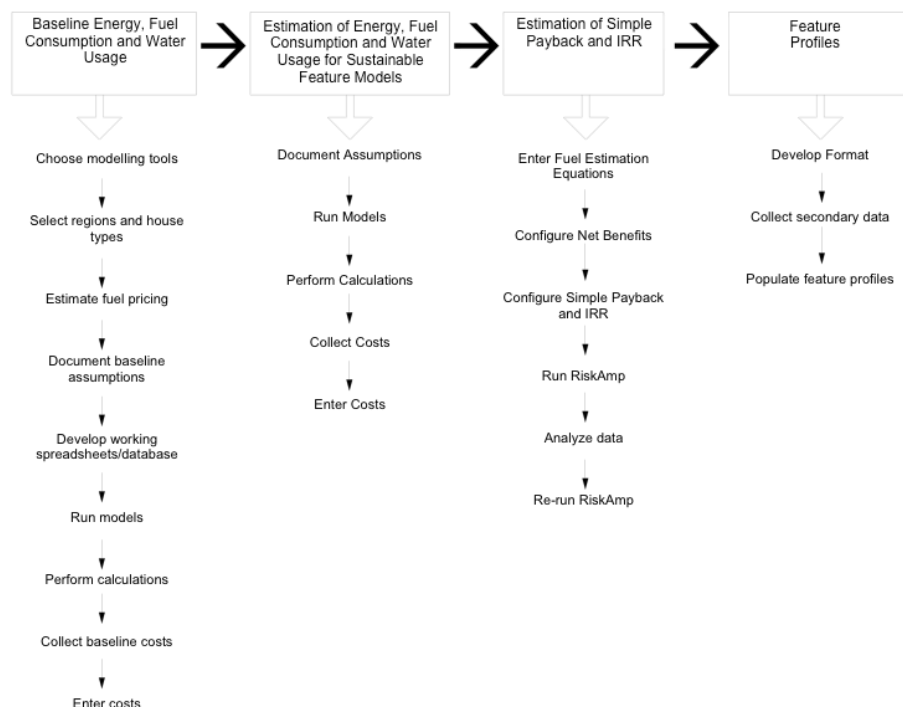 Baseline Energy, Fuel
Consumption and Water
Usage
Choose modelling tools
Select regions and house
types
Estimate fuel pricing
Document baseline
assumptions
Develop working
spreadsheets/database
Run models
Perform calculations
Collect baseline costs
Enter costs
Estimation of Energy, Fuel
Consumption and Water
Usage for Sustainable
Feature Models
Document Assumptions
Run Models
Perform Calculations
Collect Costs
Enter Costs
Estimation of Simple
Payback and IRR
Enter Fuel Estimation
Equations
Configure Net Benefits
Configure Simple Payback
and IRR
Run RiskAmp
Analyze data
Re-run RiskAmp
Feature
Profiles
Develop Format
Collect secondary data
Populate feature profiles